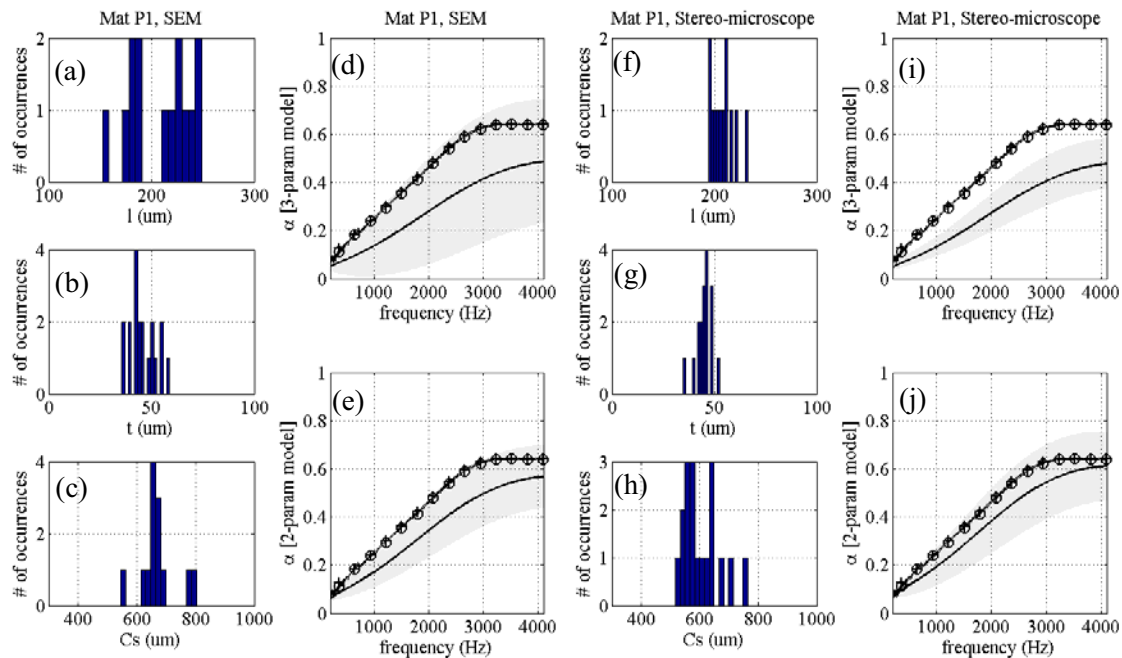 Mat P1, SEM
(a)
# of occurrences
2
1
0
100 200 300
l (um)
(b)
# of occurrences
4
2
0
0 50 100
t (um)
(c)
# of occurrences
4
2
0
400 600 800 1000
Cs (um)
Mat P1, SEM
(d)
α [3-param model]
1
0.8
0.6
0.4
0.2
0
1000 2000 3000 4000
frequency (Hz)
(e)
α [2-param model]
1
0.8
0.6
0.4
0.2
0
1000 2000 3000 4000
frequency (Hz)
Mat P1, Stereo-microscope
(f)
# of occurrences
2
1
0
100 200 300
l (um)
(g)
# of occurrences
4
2
0
0 50 100
t (um)
(h)
# of occurrences
3
2
1
0
400 600 800 1000
Cs (um)
Mat P1, Stereo-microscope
(i)
α [3-param model]
1
0.8
0.6
0.4
0.2
0
1000 2000 3000 4000
frequency (Hz)
(j)
α [2-param model]
1
0.8
0.6
0.4
0.2
0
1000 2000 3000 4000
frequency (Hz)